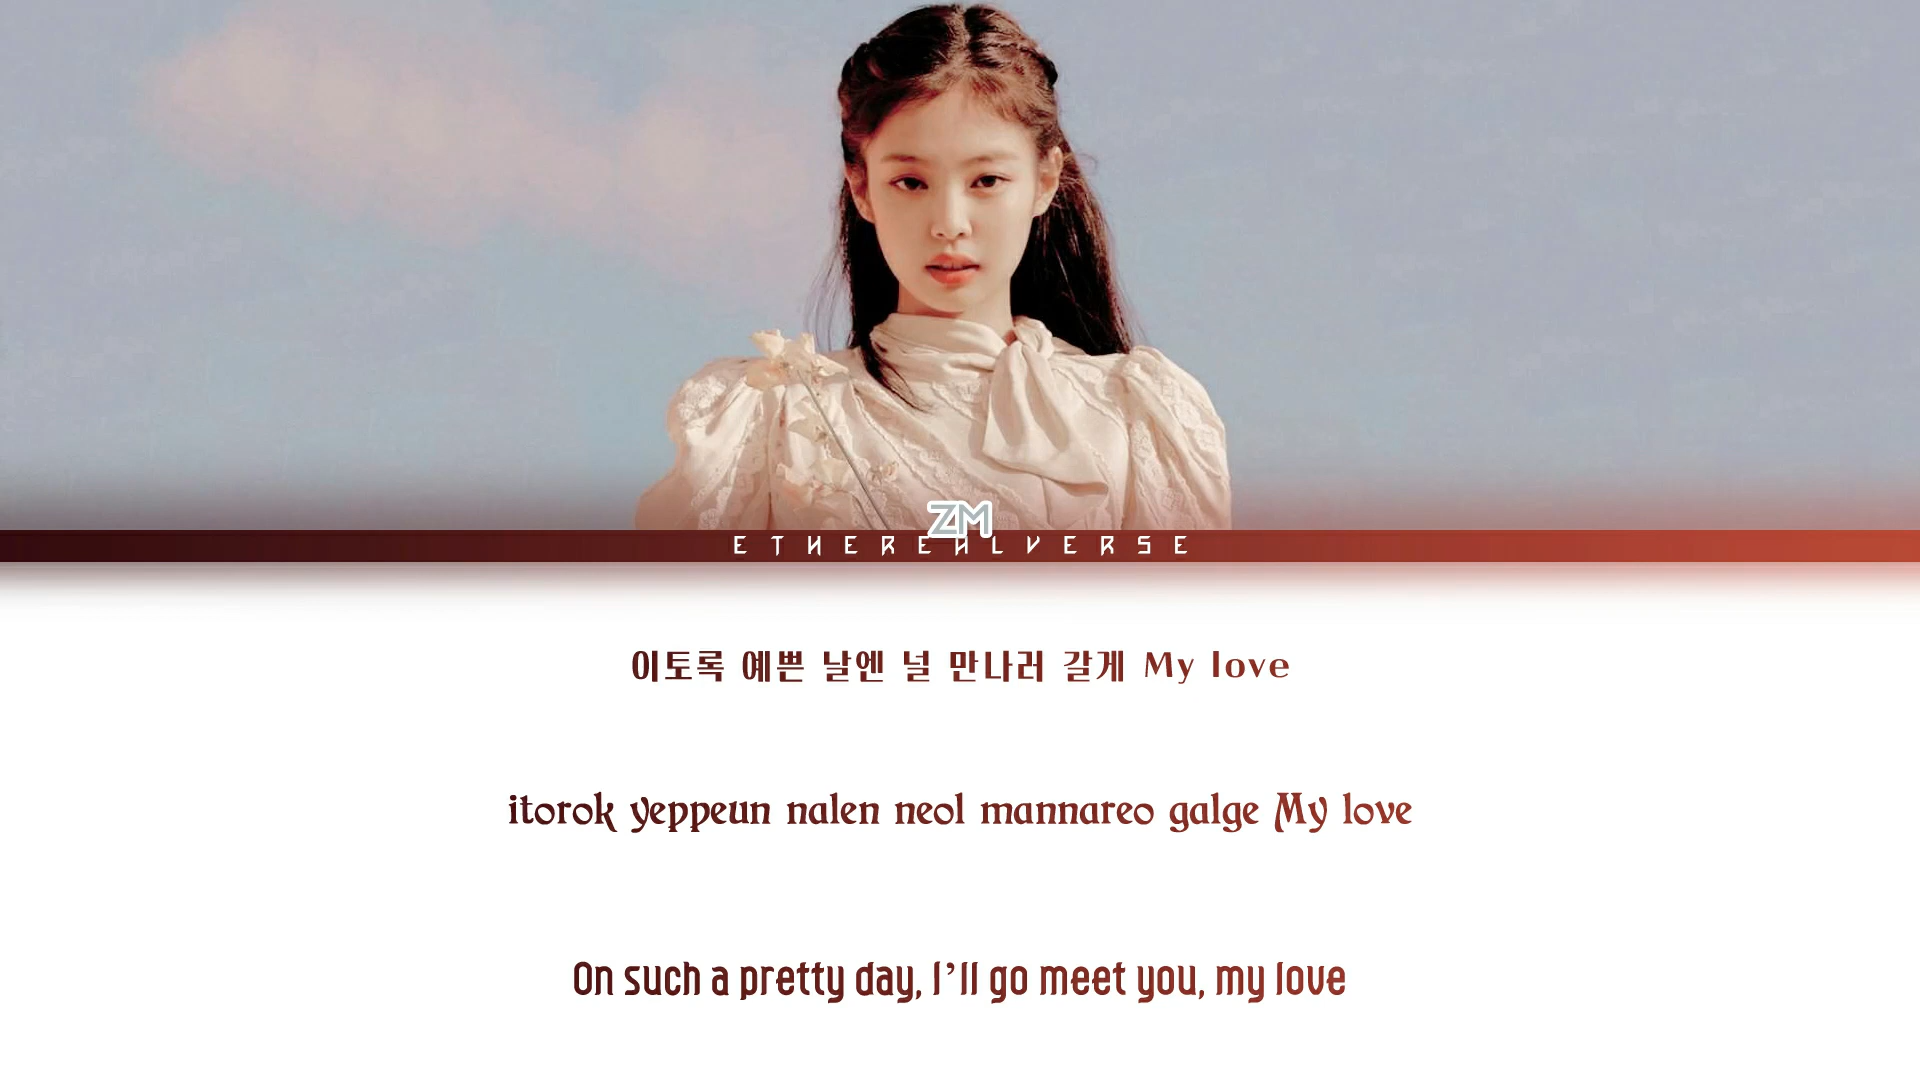 ZM
ETHEREALVERSE
이토록 예쁜 날엔 널 만나러 갈게 My love
itorok yeppeun nalen neol mannareo galge My love
On such a pretty day, I’ll go meet you, my love